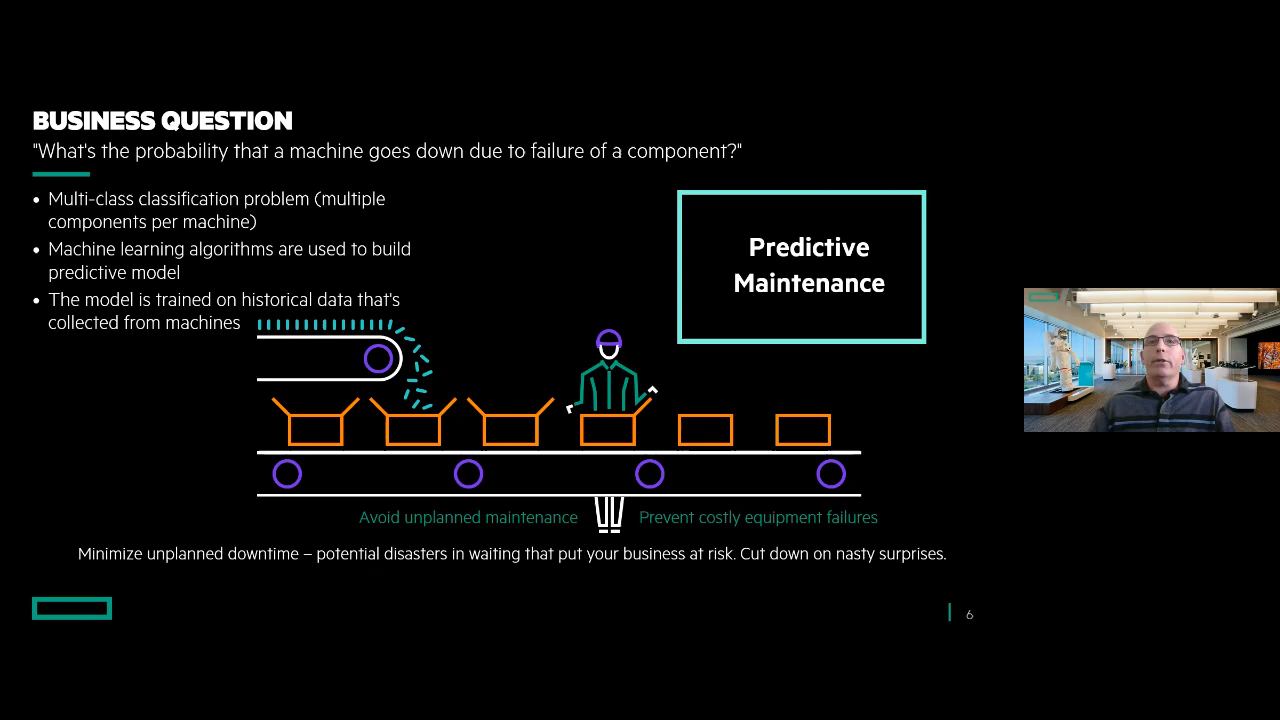 BUSINESS QUESTION
"What's the probability that a machine goes down due to failure of a component?"
• Multi-class classification problem (multiple
components per machine)
• Machine learning algorithms are used to build
predictive model
• The model is trained on historical data that's
collected from machines
Predictive
Maintenance
Avoid unplanned maintenance
Prevent costly equipment failures
Minimize unplanned downtime – potential disasters in waiting that put your business at risk. Cut down on nasty surprises.
6